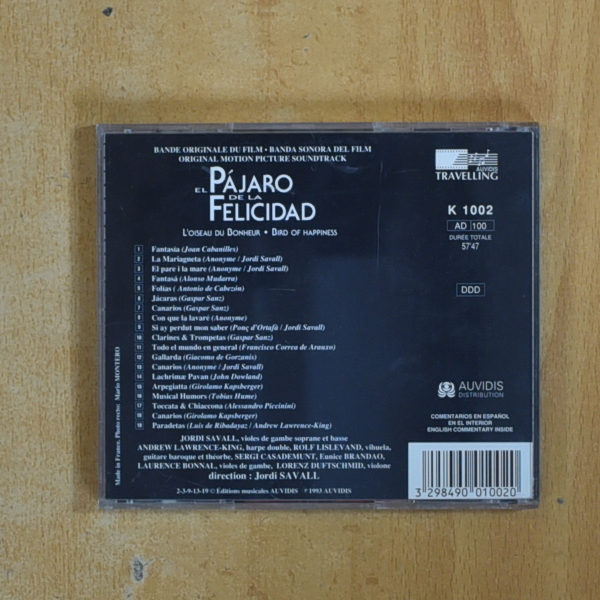 BANDE ORIGINALE DU FILM • BANDA SONORA DEL FILM
ORIGINAL MOTION PICTURE SOUNDTRACK
EL PÁJARO
DE LA
FELICIDAD
L'OISEAU DU BONHEUR • BIRD OF HAPPINESS
AUVIDIS
TRAVELLING
K 1002
AD 100
DURÉE TOTALE
57'47
DDD
1 Fantasia (Joan Cabanilles)
2 La Mariagneta (Anonyme / Jordi Savall)
3 El pare i la mare (Anonyme / Jordi Savall)
4 Fantasá (Alonso Mudarra)
5 Folias ( Antonio de Cabezón)
6 Jácaras (Gaspar Sanz)
7 Canarios (Gaspar Sanz)
8 Con que la lavaré (Anonyme)
9 Si ay perdut mon saber (Ponç d'Ortafà / Jordi Savall)
10 Clarines & Trompetas (Gaspar Sanz)
11 Todo el mundo en general (Francisco Correa de Arauxo)
12 Gallarda (Giacomo de Gorzanis)
13 Canarios (Anonyme / Jordi Savall)
14 Lachrimæ Pavan (John Dowland)
15 Arpegiatta (Girolamo Kapsberger)
16 Musical Humors (Tobias Hume)
17 Toccata & Chiaccona (Alessandro Piccinini)
18 Canarios (Girolamo Kapsberger)
19 Paradetas (Luis de Ribadayaz / Andrew Lawrence-King)
JORDI SAVALL, violes de gambe soprane et basse
ANDREW LAWRENCE-KING, harpe double, ROLF LISLEVAND, vihuela,
guitare baroque et théorbe, SERGI CASADEMUNT, Eunice BRANDAO,
LAURENCE BONNAL, violes de gambe, LORENZ DUFTSCHMID, violone
direction : Jordi SAVALL
2-3-9-13-19 © Éditions musicales AUVIDIS ℗ 1993 AUVIDIS
Made in France. Photo recto: Mario MONTERO
AUVIDIS
DISTRIBUTION
COMENTARIOS EN ESPAÑOL
EN EL INTERIOR
ENGLISH COMMENTARY INSIDE
3 298490 010020